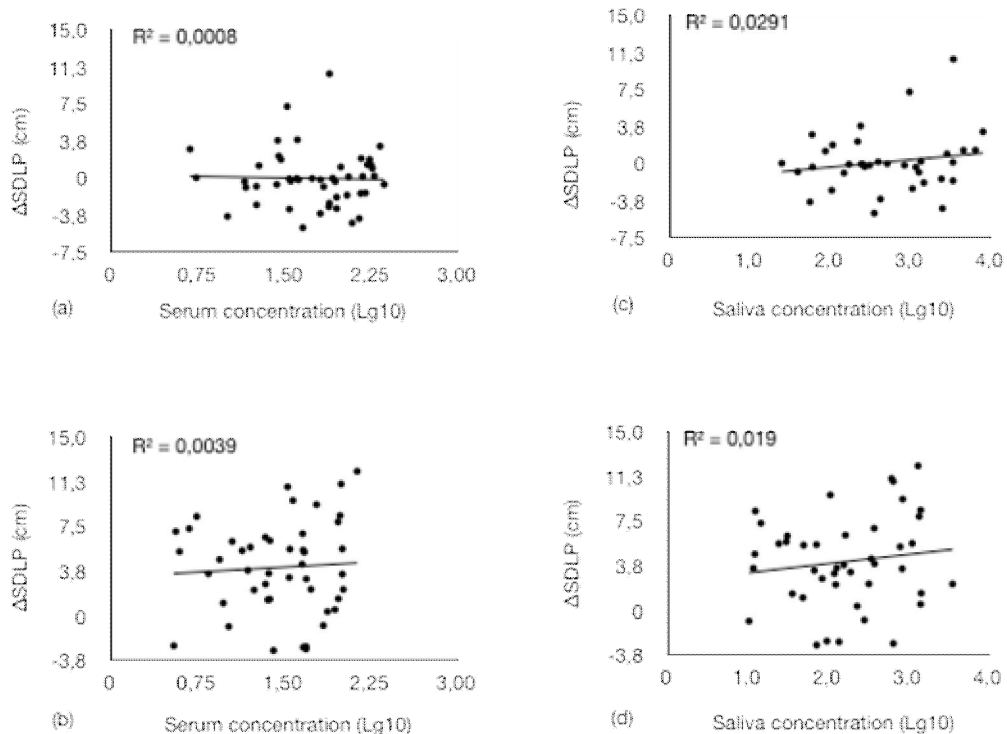 R² = 0,0008
15,0
11,3
7,5
3,8
0
-3,8
-7,5
ΔSDLP (cm)
0 0,75 1,50 2,25 3,00
(a) Serum concentration (Lg10)
R² = 0,0291
15,0
11,3
7,5
3,8
0
-3,8
-7,5
ΔSDLP (cm)
0 1,0 2,0 3,0 4,0
(c) Saliva concentration (Lg10)
R² = 0,0039
15,0
11,3
7,5
3,8
0
-3,8
ΔSDLP (cm)
0 0,75 1,50 2,25 3,00
(b) Serum concentration (Lg10)
R² = 0,019
15,0
11,3
7,5
3,8
0
-3,8
ΔSDLP (cm)
0 1,0 2,0 3,0 4,0
(d) Saliva concentration (Lg10)